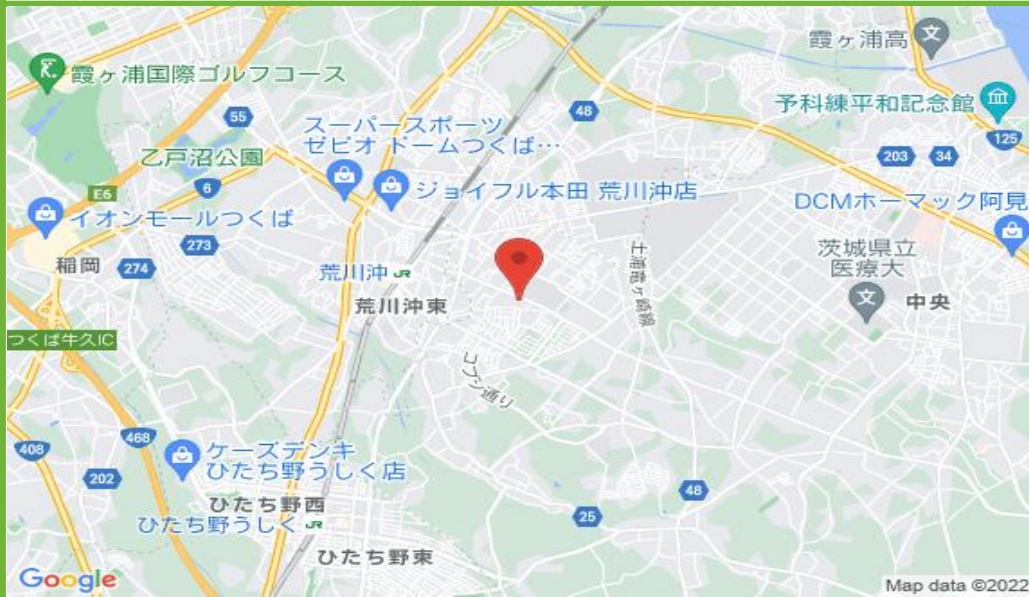 霞ヶ浦高
霞ヶ浦国際ゴルフコース
予科練平和記念館
48
55
スーパースポーツ
ゼビオ ドームつくば…
125
乙戸沼公園
203
34
6
E6
ジョイフル本田 荒川沖店
DCMホーマック阿見
イオンモールつくば
273
稲岡
274
荒川沖 JR
土浦竜ヶ崎線
茨城県立
医療大
中央
荒川沖東
つくば牛久IC
コブシ通り
468
408
ケーズデンキ
ひたち野うしく店
202
48
ひたち野西
25
ひたち野うしく JR
ひたち野東
Google
Map data ©2022